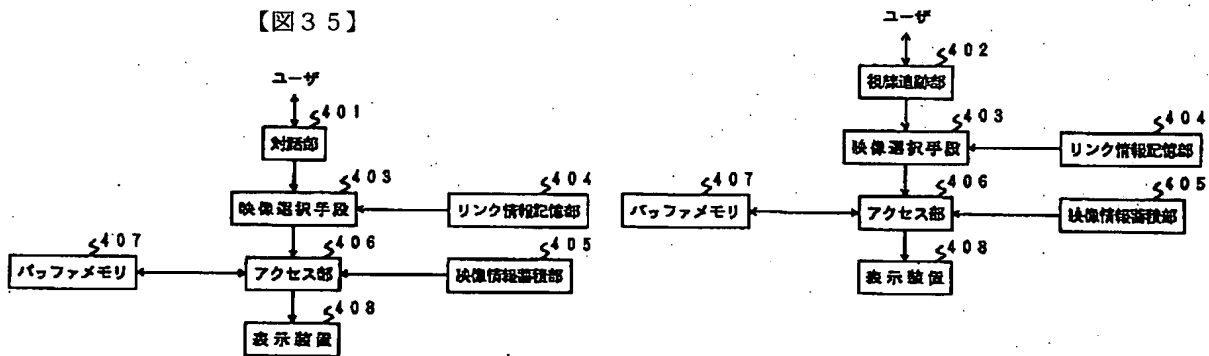 【図３５】
ユーザ
401
対話部
403
映像選択手段
404
リンク情報記憶部
407
バッファメモリ
406
アクセス部
405
映像情報蓄積部
408
表示装置
ユーザ
402
視線追跡部
403
映像選択手段
404
リンク情報記憶部
407
バッファメモリ
406
アクセス部
405
映像情報蓄積部
408
表示装置